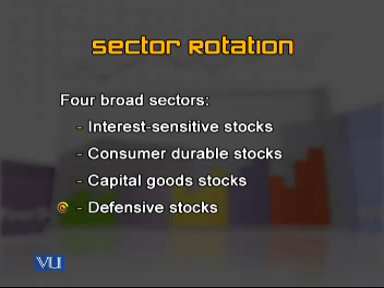 Sector Rotation
Four broad sectors:
- Interest-sensitive stocks
- Consumer durable stocks
- Capital goods stocks
- Defensive stocks
VU